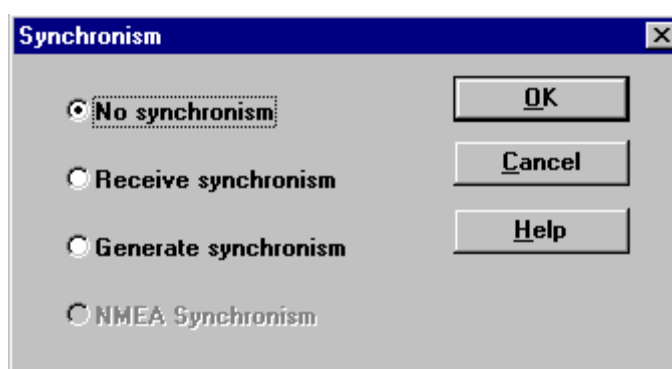 Synchronism
No synchronism
Receive synchronism
Generate synchronism
NMEA Synchronism
OK
Cancel
Help